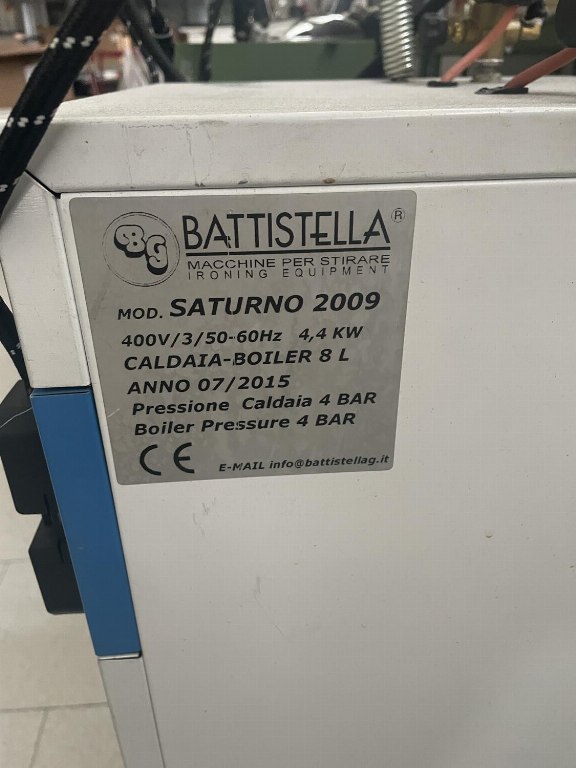 BG BATTISTELLA®
MACCHINE PER STIRARE
IRONING EQUIPMENT
MOD. SATURNO 2009
400V/3/50-60Hz 4,4 KW
CALDAIA-BOILER 8 L
ANNO 07/2015
Pressione Caldaia 4 BAR
Boiler Pressure 4 BAR
CE E-MAIL info@battistellag.it